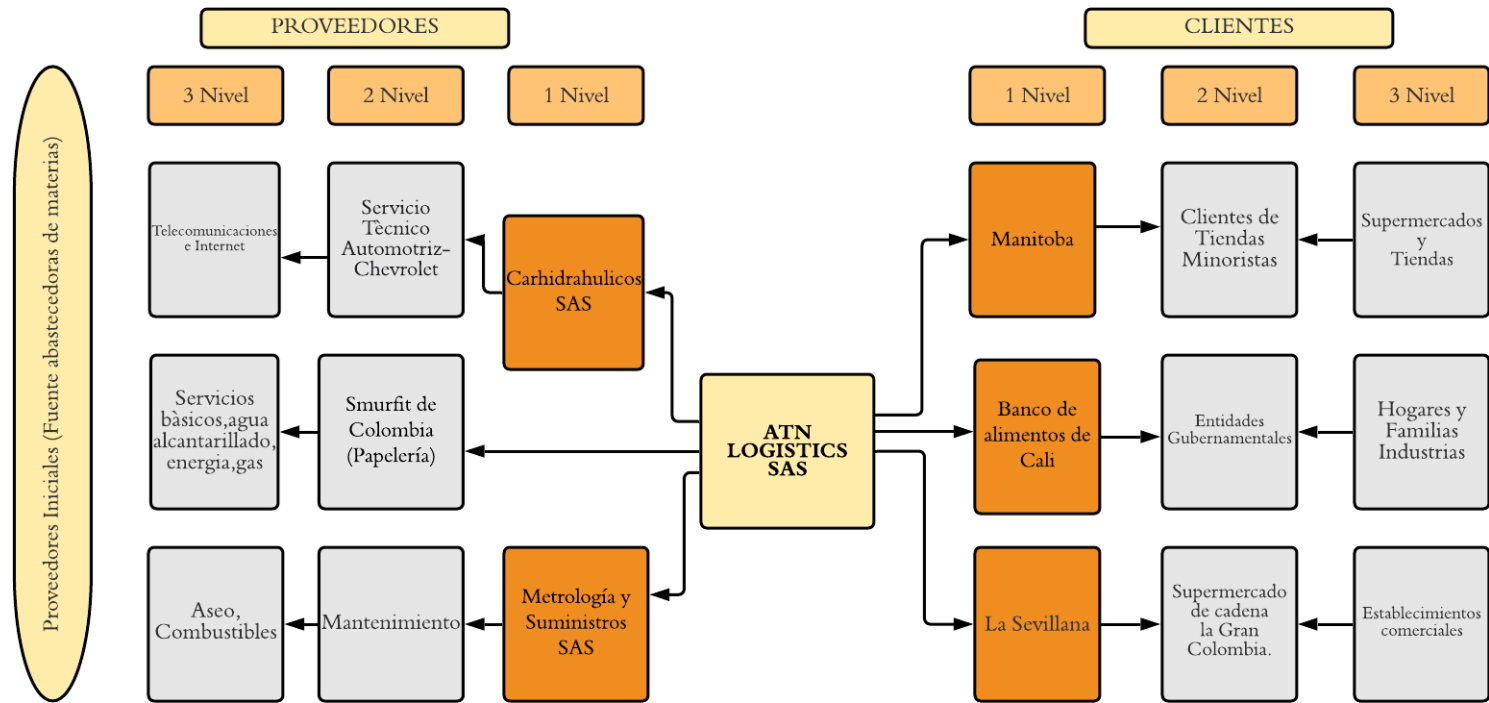 PROVEEDORES
CLIENTES
3 Nivel
2 Nivel
1 Nivel
1 Nivel
2 Nivel
3 Nivel
Proveedores Iniciales (Fuente abastecedoras de materias)
Telecomunicaciones
e Internet
Servicio
Tècnico
Automotriz-
Chevrolet
Carhidrahulicos
SAS
Manitoba
Clientes de
Tiendas
Minoristas
Supermercados
y
Tiendas
Servicios
bàsicos,agua
alcantarillado,
energia,gas
Smurfit de
Colombia
(Papelería)
ATN
LOGISTICS
SAS
Banco de
alimentos de
Cali
Entidades
Gubernamentales
Hogares y
Familias
Industrias
Aseo,
Combustibles
Mantenimiento
Metrología y
Suministros
SAS
La Sevillana
Supermercado
de cadena
la Gran
Colombia.
Establecimientos
comerciales